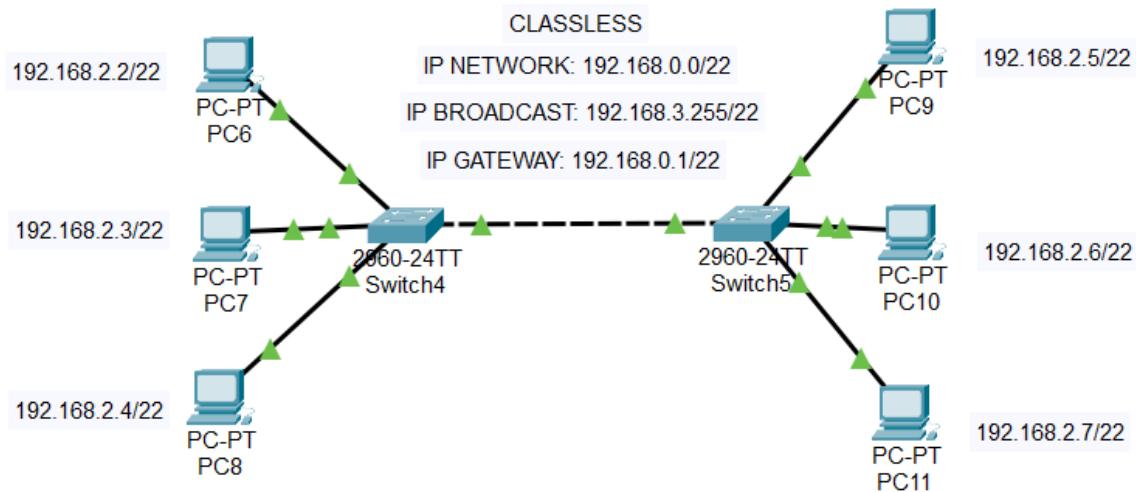 CLASSLESS
IP NETWORK: 192.168.0.0/22
IP BROADCAST: 192.168.3.255/22
IP GATEWAY: 192.168.0.1/22
192.168.2.2/22
PC-PT
PC6
192.168.2.3/22
PC-PT
PC7
192.168.2.4/22
PC-PT
PC8
2960-24TT
Switch4
2960-24TT
Switch5
PC-PT
PC9
192.168.2.5/22
PC-PT
PC10
192.168.2.6/22
PC-PT
PC11
192.168.2.7/22